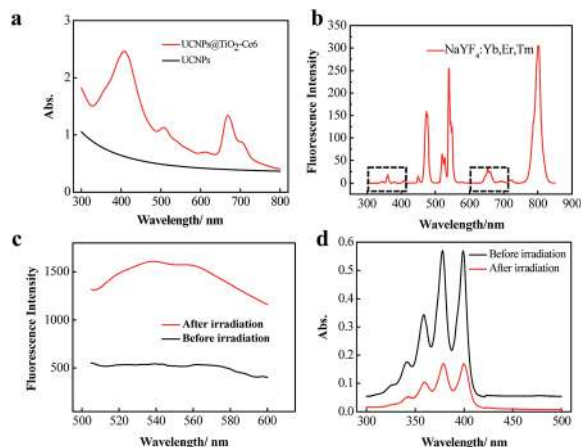 a
UCNPs@TiO2-Ce6
UCNPs
Abs.
3
2
1
0
300 400 500 600 700 800
Wavelength/ nm
b
NaYF4:Yb,Er,Tm
Fluorescence Intensity
350
300
250
200
150
100
50
0
300 400 500 600 700 800 900
Wavelength/nm
c
Fluorescence Intensity
1500
1000
500
After irradiation
Before irradiation
500 520 540 560 580 600
Wavelength/ nm
d
Before irradiation
After irradiation
Abs.
0.6
0.5
0.4
0.3
0.2
0.1
0.0
300 350 400 450 500
Wavelength/ nm